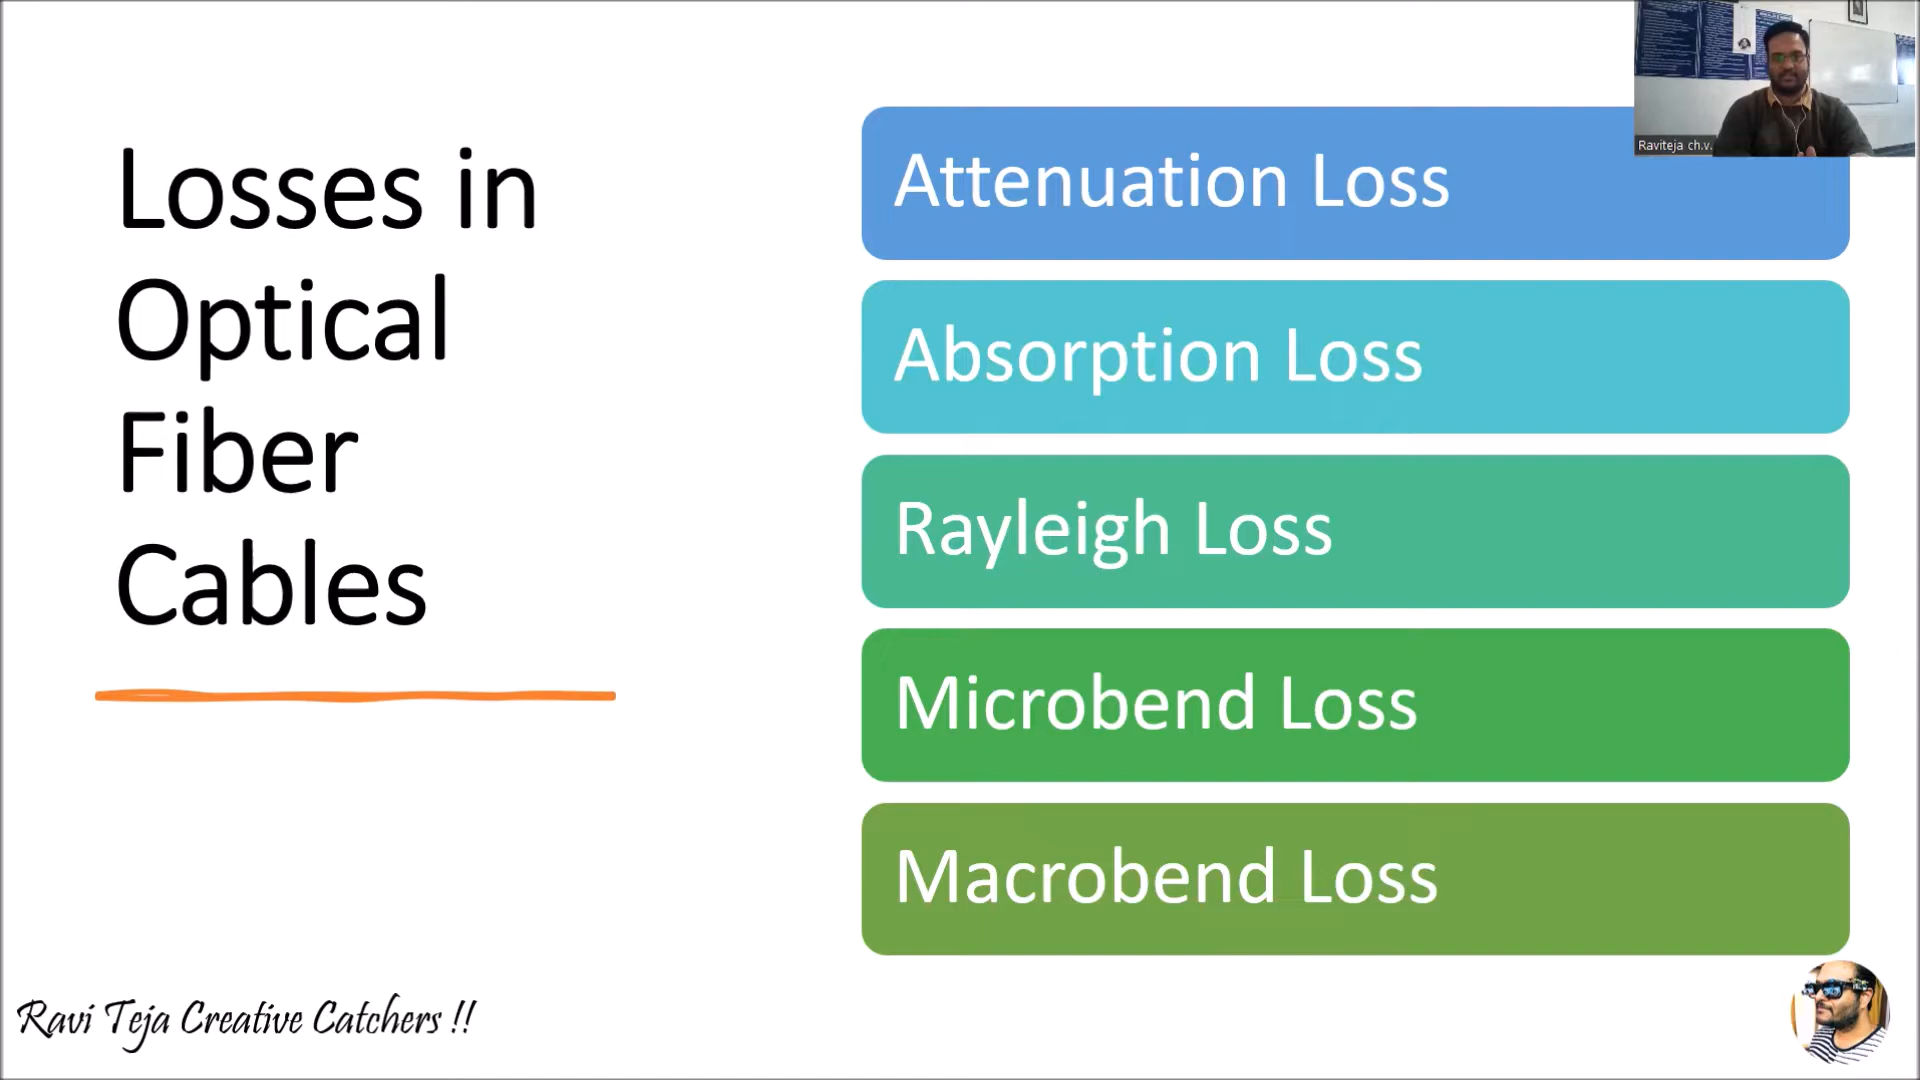 Losses in
Optical
Fiber
Cables
Attenuation Loss
Absorption Loss
Rayleigh Loss
Microbend Loss
Macrobend Loss
Raviteja ch.v.
Ravi Teja Creative Catchers !!